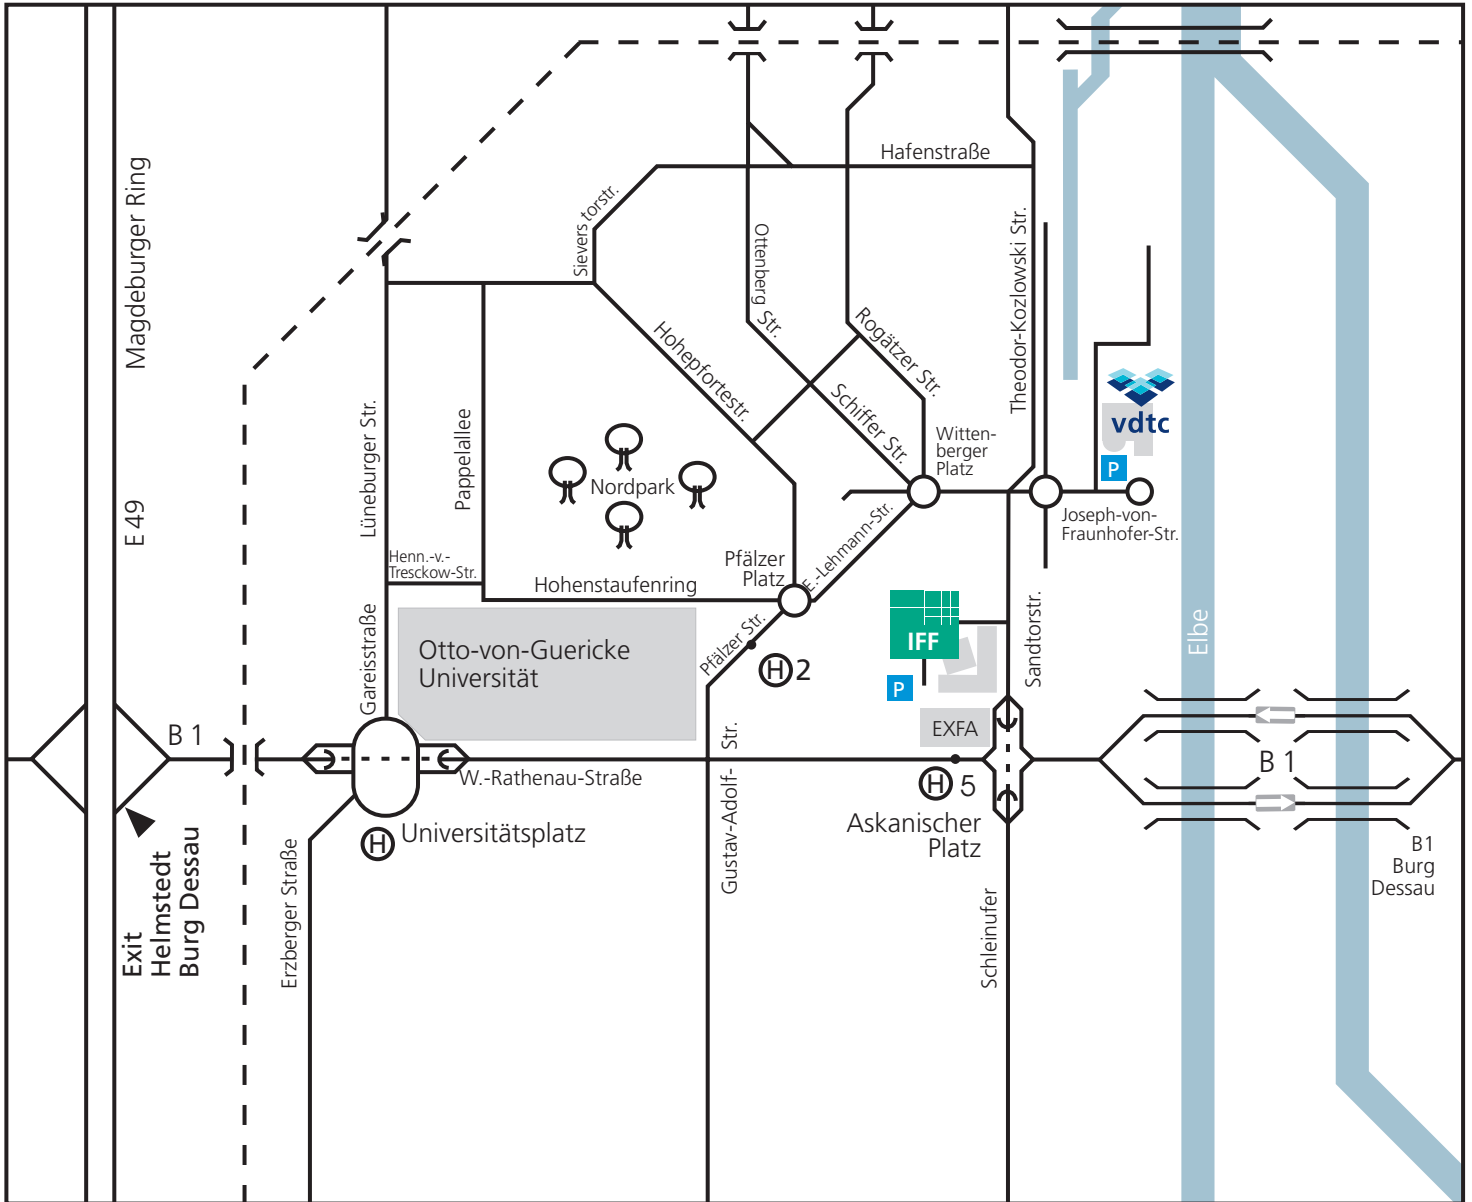 Magdeburger Ring
E 49
Hafenstraße
Sievers torstr.
Ottenberg Str.
Theodor-Kozlowski Str.
Rogätzer Str.
Hohepfortestr.
Schiffer Str.
Lüneburger Str.
Pappelallee
Nordpark
Witten-
berger
Platz
vdtc
P
Joseph-von-
Fraunhofer-Str.
Henn.-v.-
Tresckow-Str.
Hohenstaufenring
Pfälzer
Platz
E.-Lehmann-Str.
Gareisstraße
Otto-von-Guericke
Universität
Pfälzer Str.
H 2
IFF
P
Sandtorstr.
Elbe
EXFA
B 1
W.-Rathenau-Straße
Gustav-Adolf- Str.
H 5
Askanischer
Platz
B 1
H Universitätsplatz
B1
Burg
Dessau
Exit
Helmstedt
Burg Dessau
Erzberger Straße
Schleinufer